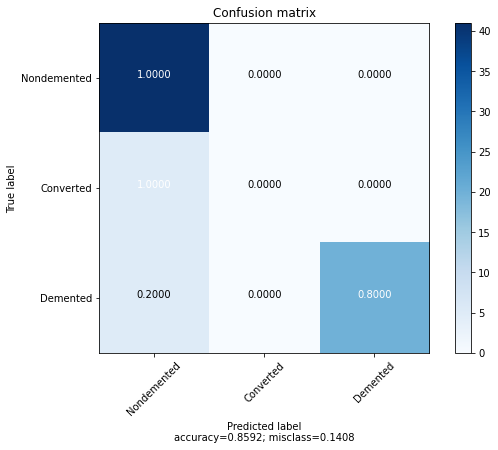 Confusion matrix
Nondemented 1.0000 0.0000 0.0000
Converted 1.0000 0.0000 0.0000
Demented 0.2000 0.0000 0.8000
True label
Nondemented Converted Demented
Predicted label
accuracy=0.8592; misclass=0.1408
40
35
30
25
20
15
10
5
0